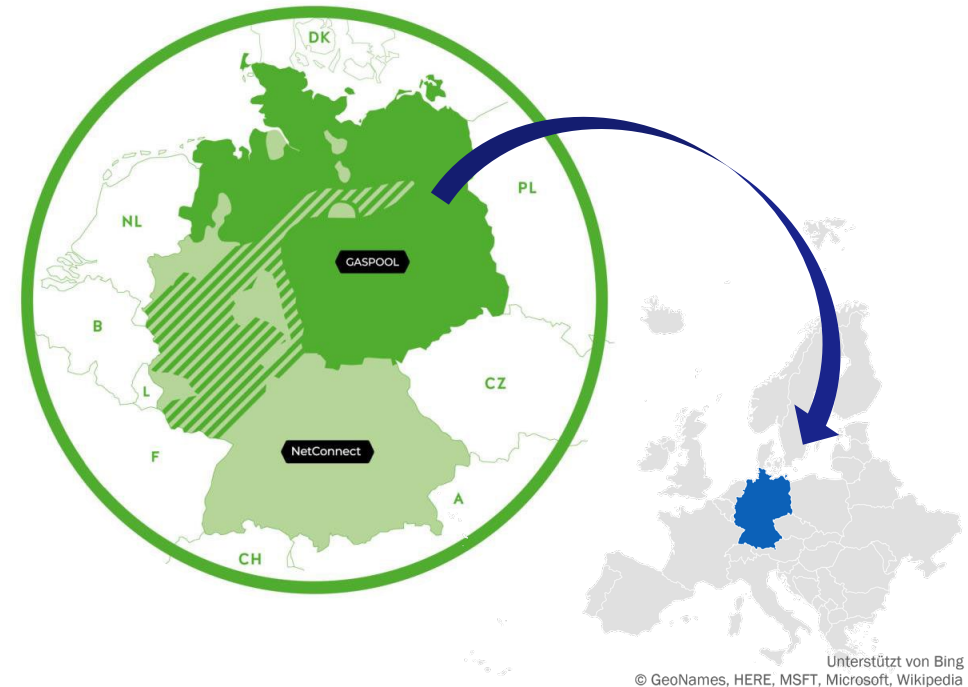 DK
PL
NL
GASPOOL
B
CZ
L
NetConnect
F
A
CH
Unterstützt von Bing
© GeoNames, HERE, MSFT, Microsoft, Wikipedia